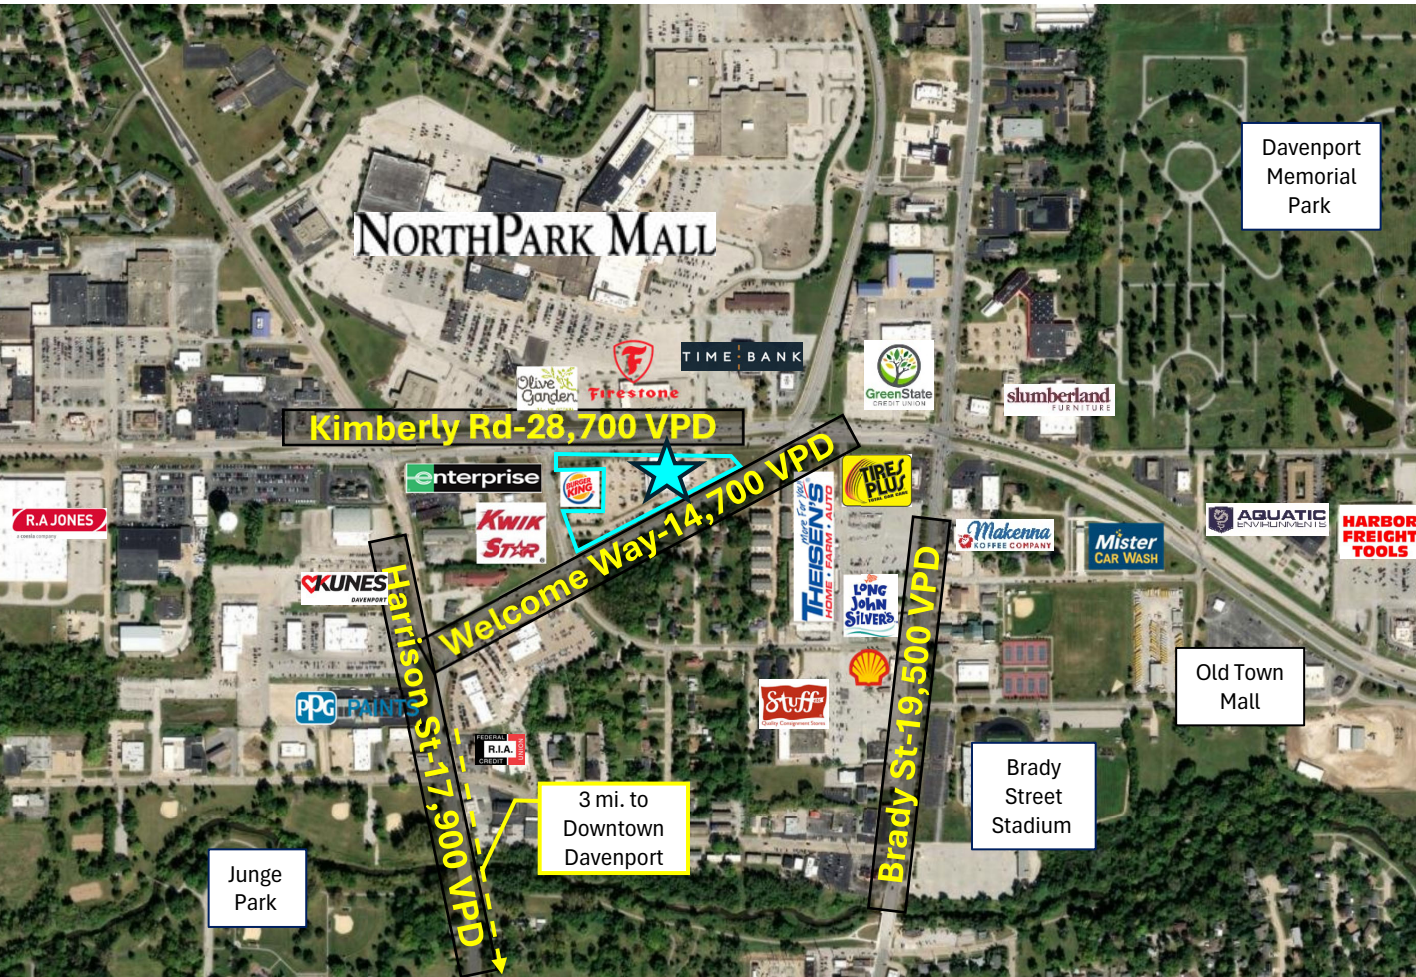 Davenport
Memorial
Park
NORTHPARK MALL
TIME BANK
Olive
Garden
F
Firestone
GreenState
CREDIT UNION
slumberland
FURNITURE
Kimberly Rd-28,700 VPD
enterprise
BURGER
KING
Welcome Way-14,700 VPD
TIRES
PLUS
TOTAL CAR CARE
R.A JONES
a coesia company
KWIK
STAR
More For You!
THEISEN'S
HOME • FARM • AUTO
Makenna
KOFFEE COMPANY
Mister
CAR WASH
AQUATIC
ENVIRONMENTS
HARBOR
FREIGHT
TOOLS
KUNES
DAVENPORT
Harrison St-17,900 VPD
LONG
JOHN
SILVER'S
Brady St-19,500 VPD
Old Town
Mall
PPG PAINTS
Stuff
Quality Consignment Stores
FEDERAL
R.I.A.
CREDIT
UNION
3 mi. to
Downtown
Davenport
Brady
Street
Stadium
Junge
Park